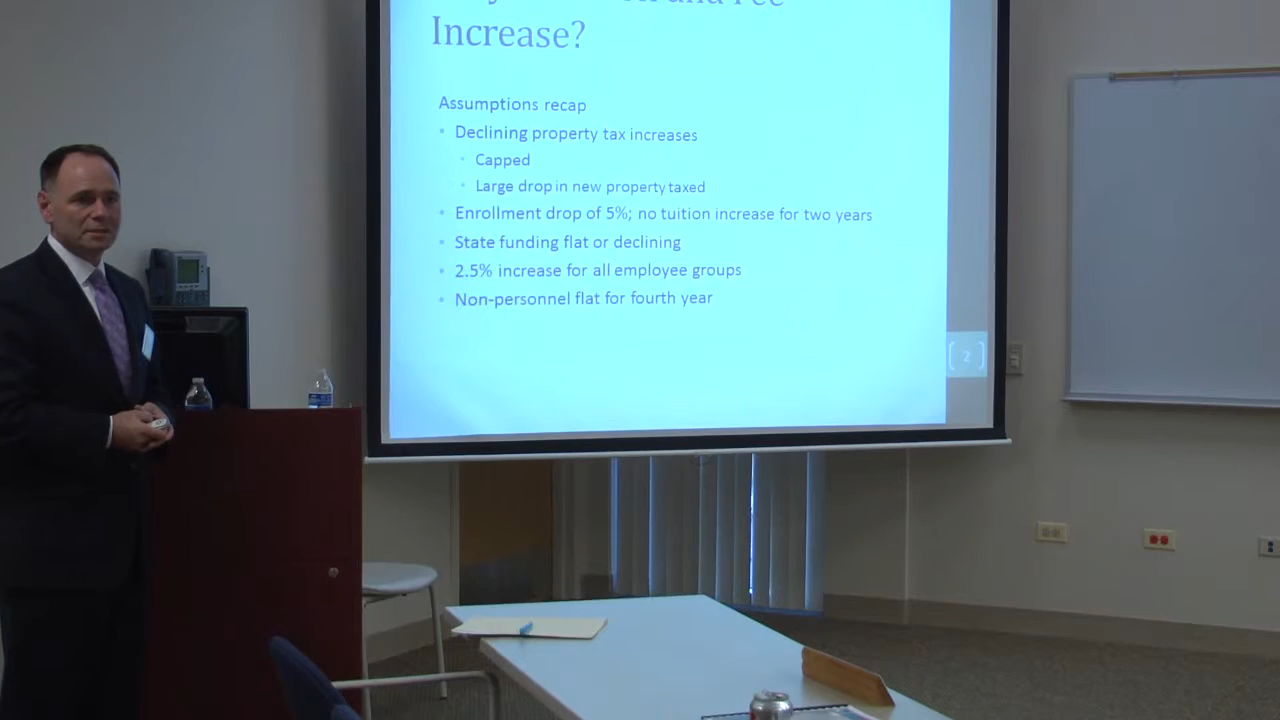 Increase?
Assumptions recap
• Declining property tax increases
• Capped
• Large drop in new property taxed
• Enrollment drop of 5%; no tuition increase for two years
• State funding flat or declining
• 2.5% increase for all employee groups
• Non-personnel flat for fourth year
2